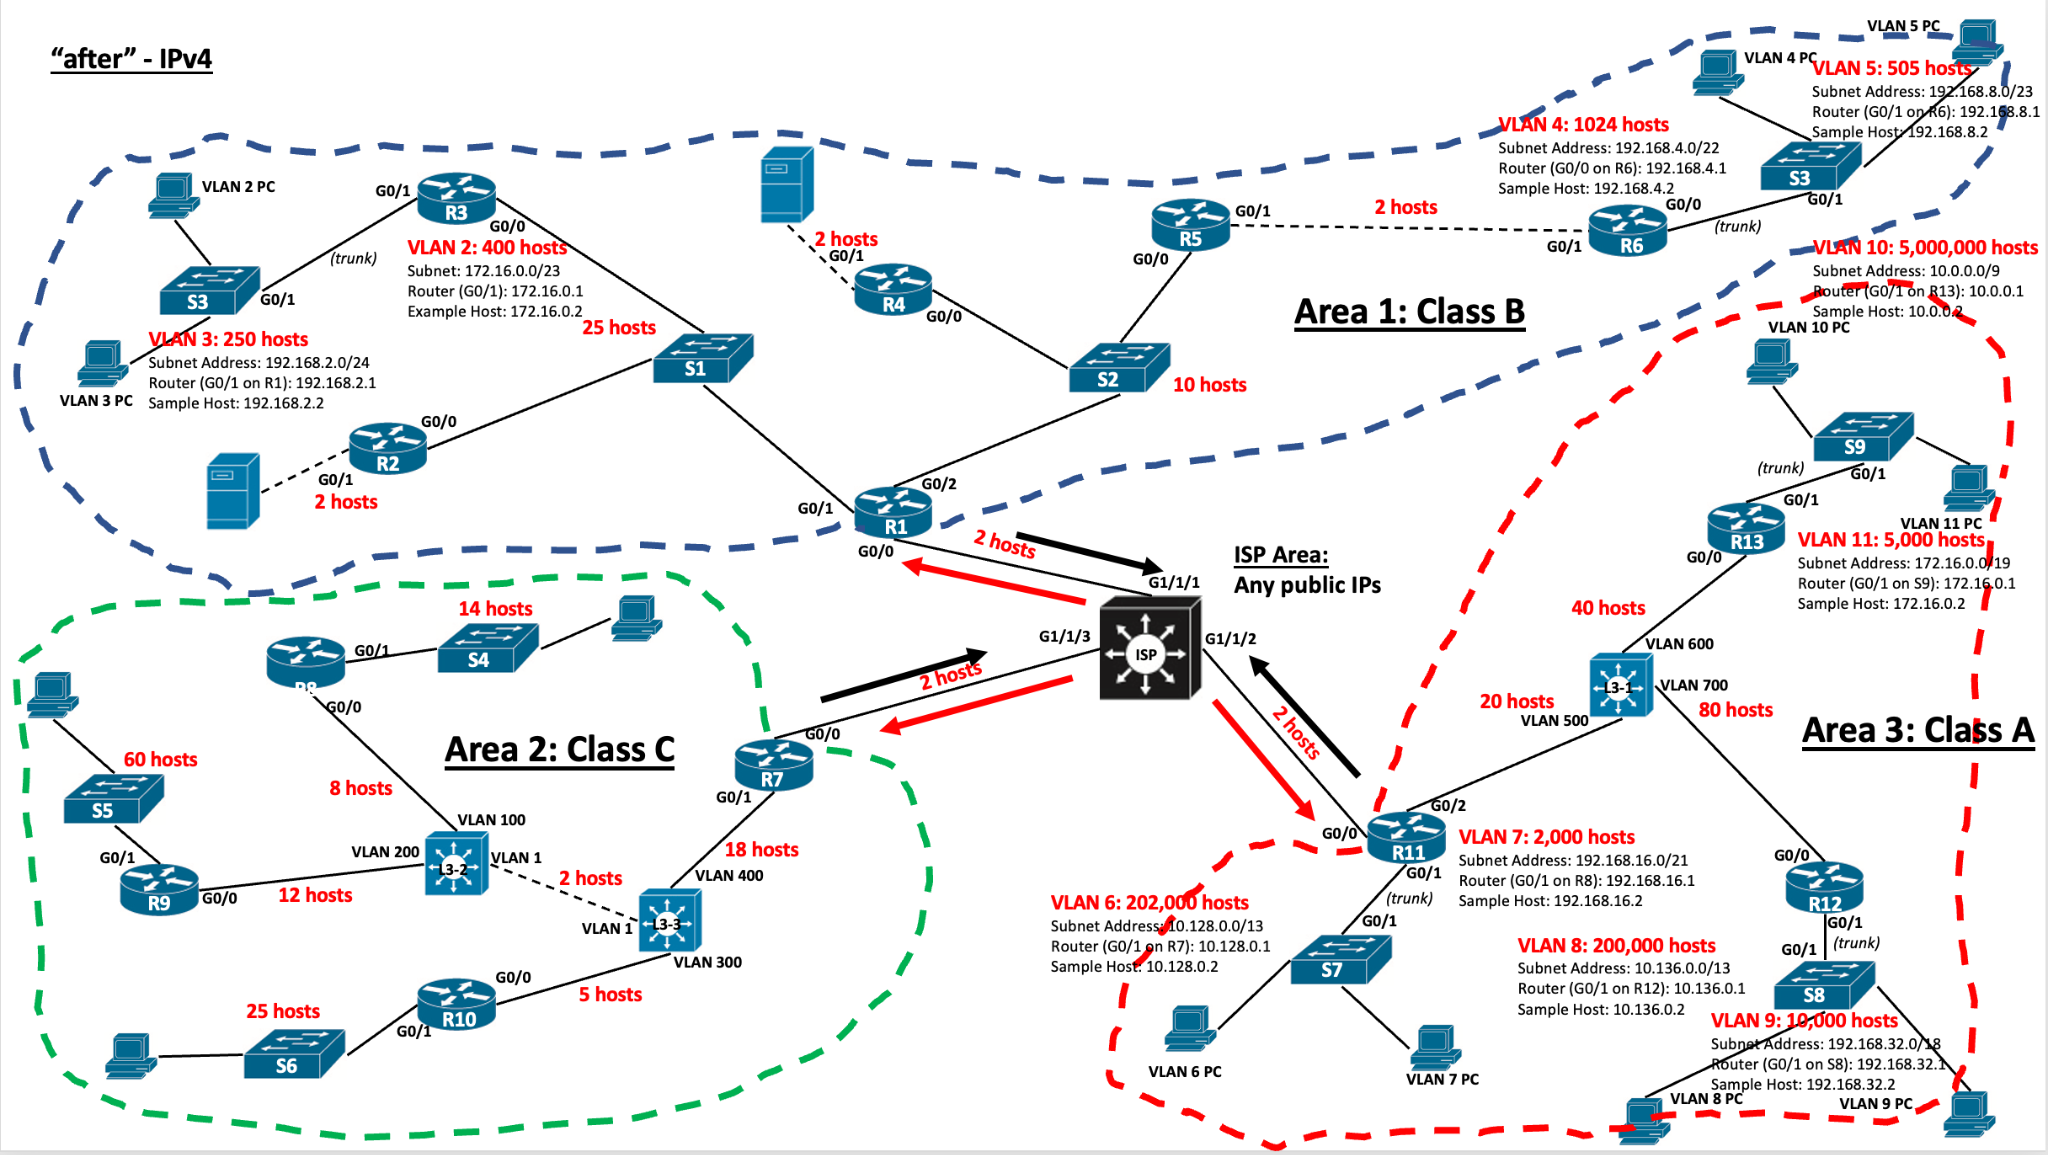 “after” - IPv4
VLAN 5 PC
VLAN 4 PC
VLAN 5: 505 hosts
Subnet Address: 192.168.8.0/23
Router (G0/1 on R6): 192.168.8.1
Sample Host: 192.168.8.2
VLAN 4: 1024 hosts
Subnet Address: 192.168.4.0/22
Router (G0/0 on R6): 192.168.4.1
Sample Host: 192.168.4.2
S3
G0/1
G0/0
(trunk)
R6
G0/1
2 hosts
G0/1
R5
G0/0
VLAN 2 PC
G0/1
R3
G0/0
(trunk)
VLAN 2: 400 hosts
Subnet: 172.16.0.0/23
Router (G0/1): 172.16.0.1
Example Host: 172.16.0.2
S3
G0/1
VLAN 3: 250 hosts
Subnet Address: 192.168.2.0/24
Router (G0/1 on R1): 192.168.2.1
Sample Host: 192.168.2.2
VLAN 3 PC
25 hosts
S1
2 hosts
G0/1
R4
G0/0
S2
10 hosts
Area 1: Class B
G0/0
R2
G0/1
2 hosts
G0/2
G0/1
R1
G0/0
2 hosts
ISP Area:
Any public IPs
G1/1/1
G1/1/3
G1/1/2
ISP
2 hosts
2 hosts
VLAN 10: 5,000,000 hosts
Subnet Address: 10.0.0.0/9
Router (G0/1 on R13): 10.0.0.1
Sample Host: 10.0.0.2
VLAN 10 PC
S9
(trunk)
G0/1
G0/1
VLAN 11 PC
R13
G0/0
VLAN 11: 5,000 hosts
Subnet Address: 172.16.0.0/19
Router (G0/1 on S9): 172.16.0.1
Sample Host: 172.16.0.2
40 hosts
VLAN 600
L3-1
VLAN 700
80 hosts
20 hosts
VLAN 500
Area 3: Class A
14 hosts
G0/1
S4
R8
G0/0
60 hosts
S5
8 hosts
Area 2: Class C
G0/0
R7
G0/1
VLAN 100
VLAN 200
L3-2
VLAN 1
G0/1
R9
G0/0
12 hosts
2 hosts
18 hosts
VLAN 400
VLAN 1
L3-3
VLAN 300
5 hosts
G0/0
R10
G0/1
25 hosts
S6
G0/2
G0/0
R11
G0/1
(trunk)
G0/1
VLAN 7: 2,000 hosts
Subnet Address: 192.168.16.0/21
Router (G0/1 on R8): 192.168.16.1
Sample Host: 192.168.16.2
VLAN 6: 202,000 hosts
Subnet Address: 10.128.0.0/13
Router (G0/1 on R7): 10.128.0.1
Sample Host: 10.128.0.2
S7
VLAN 6 PC
VLAN 7 PC
G0/0
R12
G0/1
(trunk)
G0/1
VLAN 8: 200,000 hosts
Subnet Address: 10.136.0.0/13
Router (G0/1 on R12): 10.136.0.1
Sample Host: 10.136.0.2
S8
VLAN 9: 10,000 hosts
Subnet Address: 192.168.32.0/18
Router (G0/1 on S8): 192.168.32.1
Sample Host: 192.168.32.2
VLAN 8 PC
VLAN 9 PC